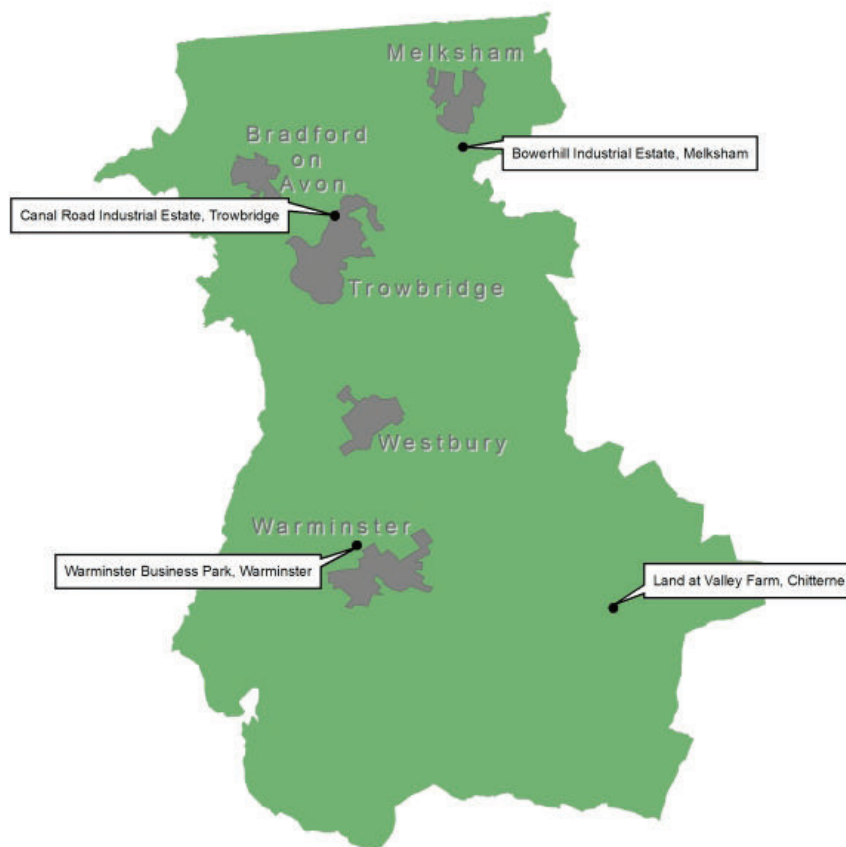 Melksham
Bowerhill Industrial Estate, Melksham
Bradford
on
Avon
Canal Road Industrial Estate, Trowbridge
Trowbridge
Westbury
Warminster
Warminster Business Park, Warminster
Land at Valley Farm, Chitterne